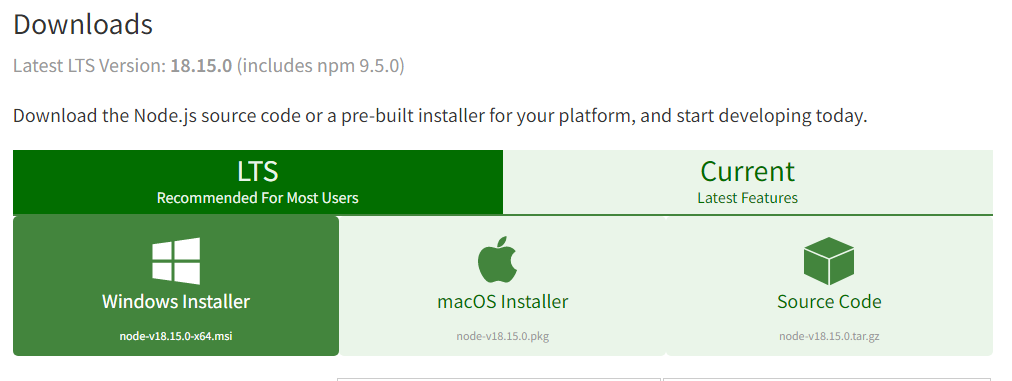 Downloads
Latest LTS Version: 18.15.0 (includes npm 9.5.0)
Download the Node.js source code or a pre-built installer for your platform, and start developing today.
LTS
Recommended For Most Users
Current
Latest Features
Windows Installer
node-v18.15.0-x64.msi
macOS Installer
node-v18.15.0.pkg
Source Code
node-v18.15.0.tar.gz